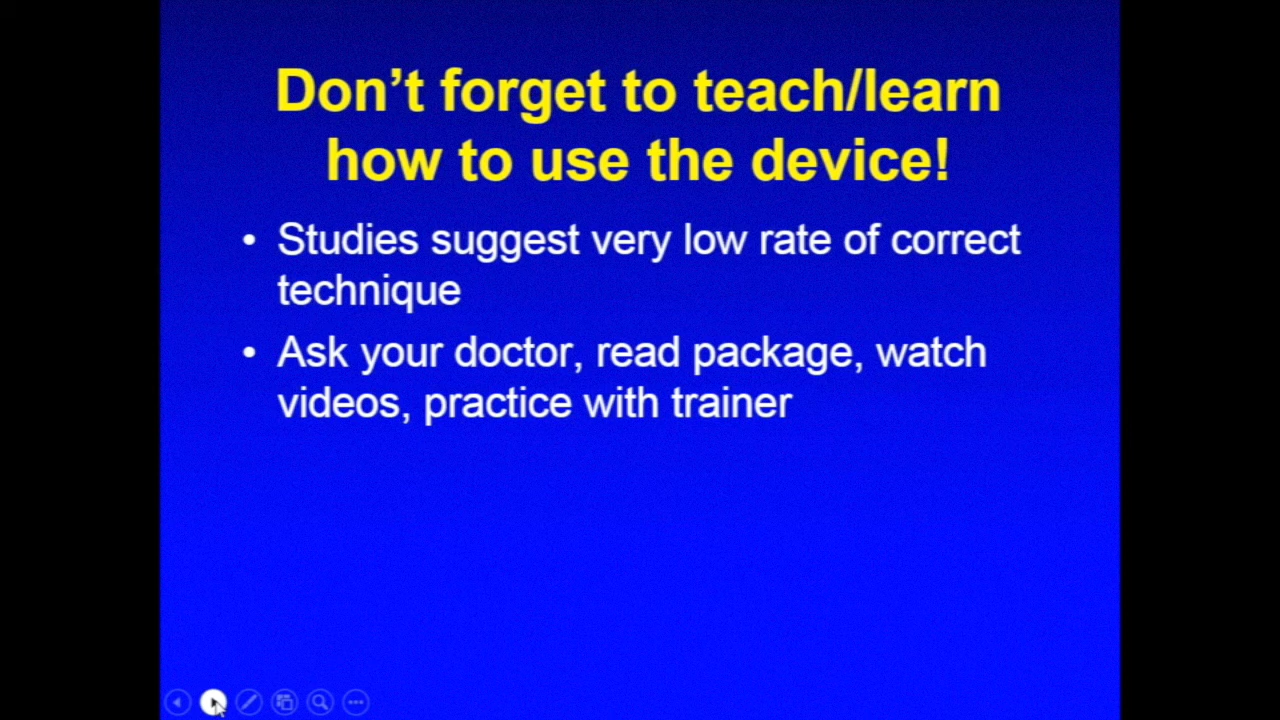 Don’t forget to teach/learn
how to use the device!
• Studies suggest very low rate of correct
technique
• Ask your doctor, read package, watch
videos, practice with trainer